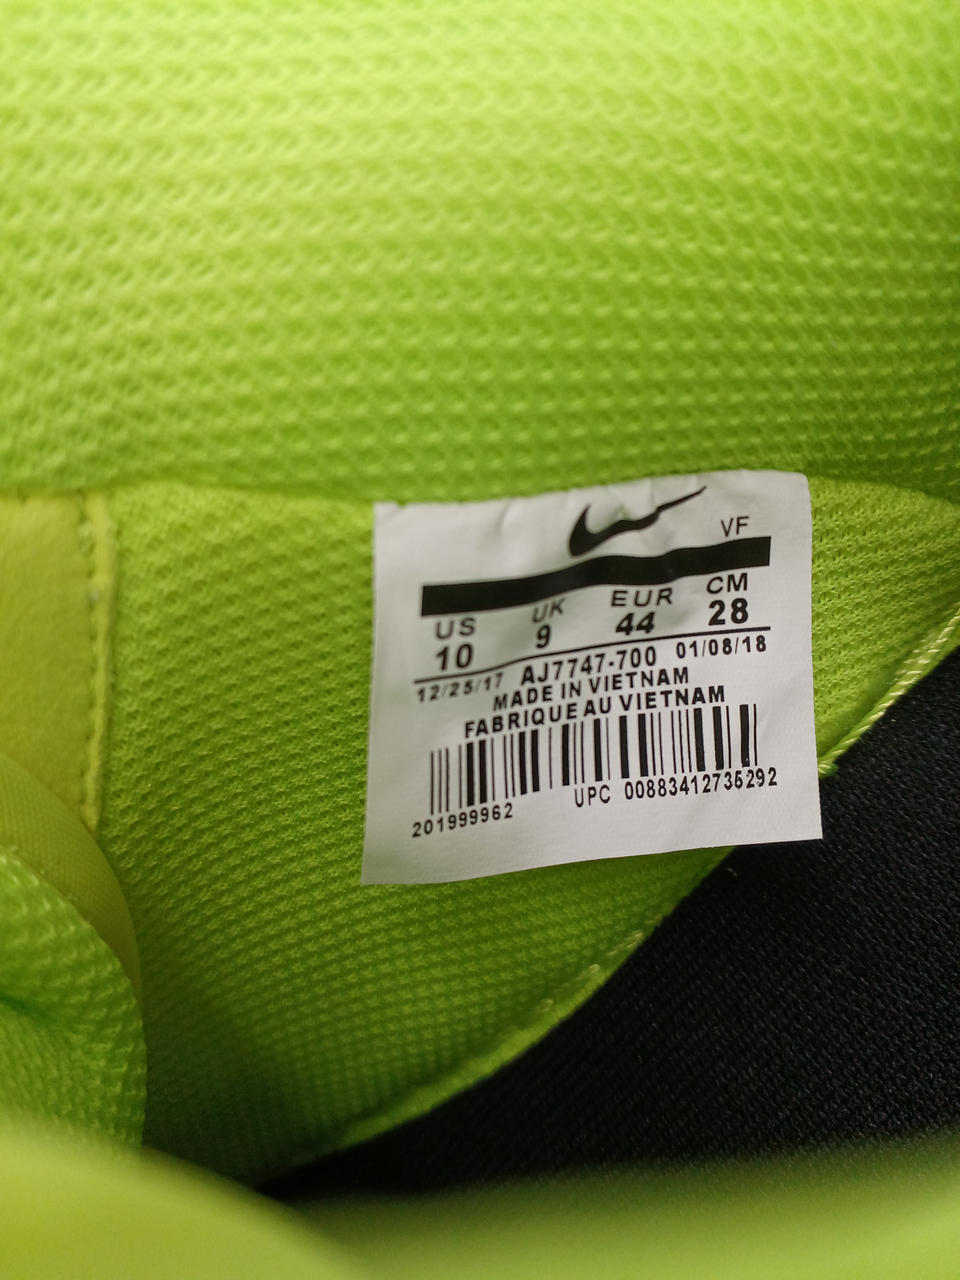 VF
US UK EUR CM
10 9 44 28
12/25/17 AJ7747-700 01/08/18
MADE IN VIETNAM
FABRIQUE AU VIETNAM
201999962 UPC 00883412735292